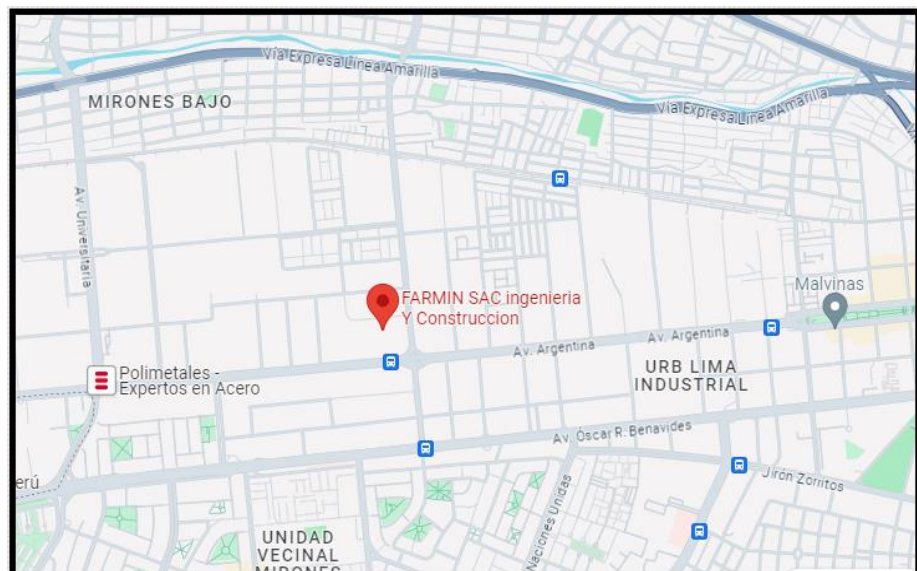 Vía Expresa Línea Amarilla
MIRONES BAJO
Vía Expresa Línea Amarilla
Av. Universitaria
Malvinas
FARMIN SAC ingenieria
Y Construccion
Av. Argentina
Av. Argentina
URB LIMA
INDUSTRIAL
Polimetales -
Expertos en Acero
Av. Óscar R. Benavides
Jirón Zorritos
erú
Naciones Unidas
UNIDAD
VECINAL
MIRONES